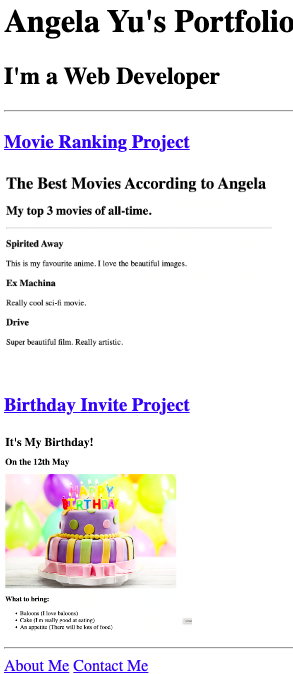 Angela Yu's Portfolio
I'm a Web Developer
Movie Ranking Project
The Best Movies According to Angela
My top 3 movies of all-time.
Spirited Away
This is my favourite anime. I love the beautiful images.
Ex Machina
Really cool sci-fi movie.
Drive
Super beautiful film. Really artistic.
Birthday Invite Project
It's My Birthday!
On the 12th May
HAPPY
BIRTHDAY
What to bring:
Baloons (I love baloons)
Cake (I'm really good at eating)
An appetite (There will be lots of food)
About Me Contact Me